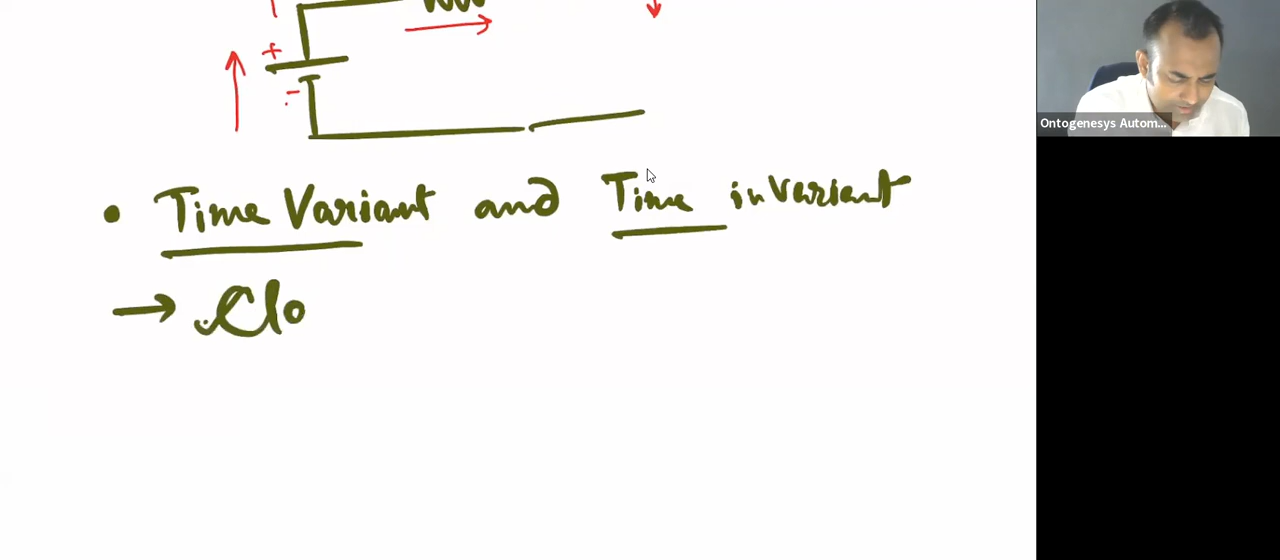 +
-
Ontogenesys Autom...
• Time Variant and Time invariant
→ Clo